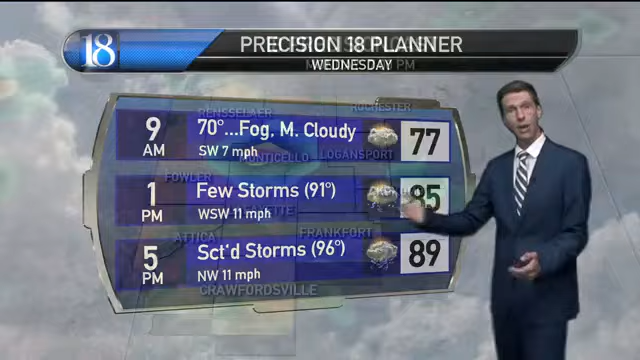 18
PRECISION 18 PLANNER
WEDNESDAY
PM
RENSSELAER
ROCHESTER
9
AM
70°...Fog, M. Cloudy
SW 7 mph
77
MONTICELLO
LOGANSPORT
FOWLER
1
PM
Few Storms (91°)
WSW 11 mph
85
FRANKFORT
ATTICA
5
PM
Sct'd Storms (96°)
NW 11 mph
89
CRAWFORDSVILLE